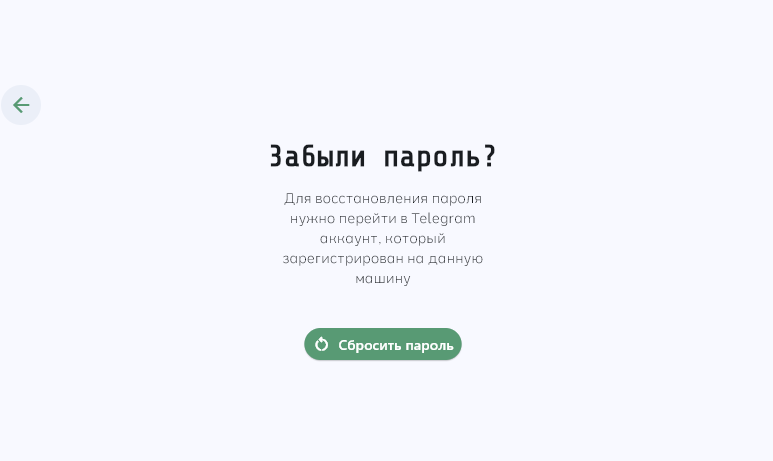 Забыли пароль?
Для восстановления пароля
нужно перейти в Telegram
аккаунт, который
зарегистрирован на данную
машину
Сбросить пароль